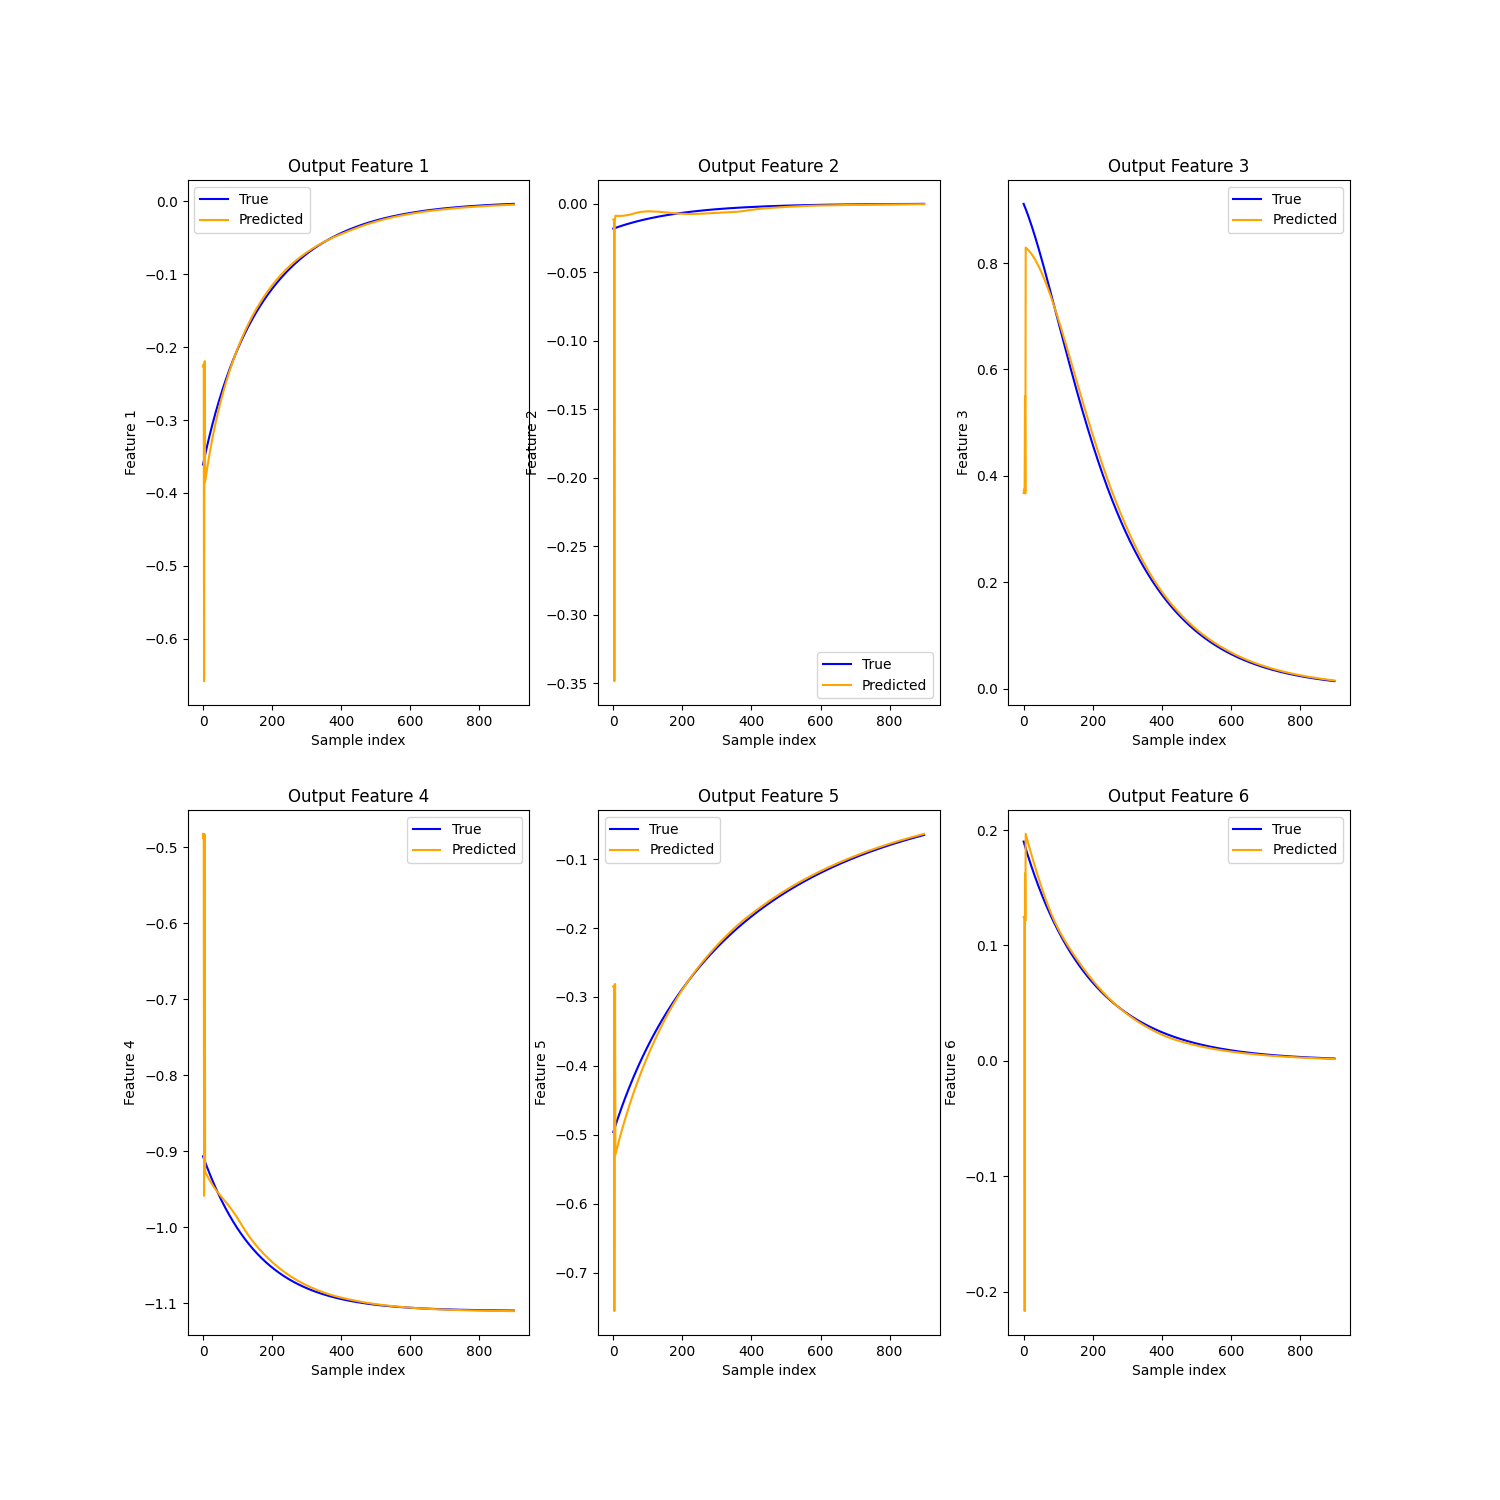 Output Feature 1
True
Predicted
0.0
−0.1
−0.2
−0.3
−0.4
−0.5
−0.6
Feature 1
0 200 400 600 800
Sample index
Output Feature 2
0.00
−0.05
−0.10
−0.15
−0.20
−0.25
−0.30
−0.35
Feature 2
True
Predicted
0 200 400 600 800
Sample index
Output Feature 3
True
Predicted
0.8
0.6
0.4
0.2
0.0
Feature 3
0 200 400 600 800
Sample index
Output Feature 4
True
Predicted
−0.5
−0.6
−0.7
−0.8
−0.9
−1.0
−1.1
Feature 4
0 200 400 600 800
Sample index
Output Feature 5
True
Predicted
−0.1
−0.2
−0.3
−0.4
−0.5
−0.6
−0.7
Feature 5
0 200 400 600 800
Sample index
Output Feature 6
True
Predicted
0.2
0.1
0.0
−0.1
−0.2
Feature 6
0 200 400 600 800
Sample index